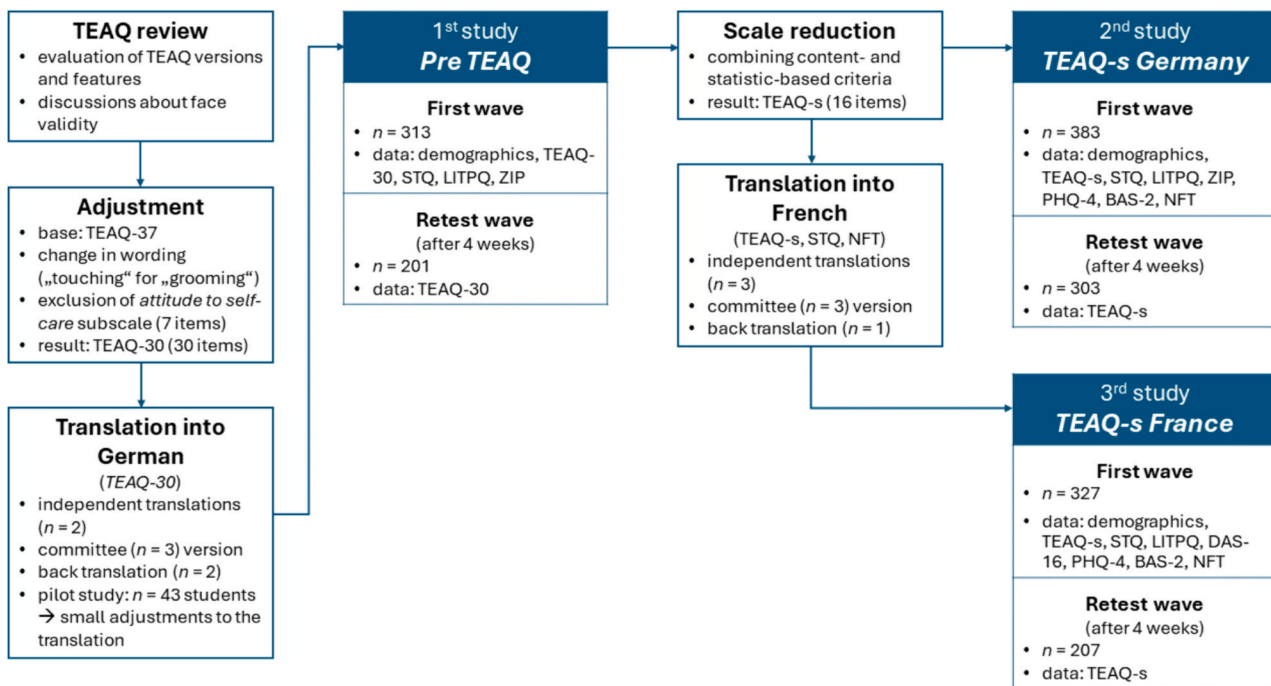 TEAQ review
• evaluation of TEAQ versions
and features
• discussions about face
validity
Adjustment
• base: TEAQ-37
• change in wording
(„touching“ for „grooming“)
• exclusion of attitude to self-
care subscale (7 items)
• result: TEAQ-30 (30 items)
Translation into
German
(TEAQ-30)
• independent translations
(n = 2)
• committee (n = 3) version
• back translation (n = 2)
• pilot study: n = 43 students
→ small adjustments to the
translation
1st study
Pre TEAQ
First wave
• n = 313
• data: demographics, TEAQ-
30, STQ, LITPQ, ZIP
Retest wave
(after 4 weeks)
• n = 201
• data: TEAQ-30
Scale reduction
• combining content- and
statistic-based criteria
• result: TEAQ-s (16 items)
Translation into
French
(TEAQ-s, STQ, NFT)
• independent translations
(n = 3)
• committee (n = 3) version
• back translation (n = 1)
2nd study
TEAQ-s Germany
First wave
• n = 383
• data: demographics,
TEAQ-s, STQ, LITPQ, ZIP,
PHQ-4, BAS-2, NFT
Retest wave
(after 4 weeks)
• n = 303
• data: TEAQ-s
3rd study
TEAQ-s France
First wave
• n = 327
• data: demographics,
TEAQ-s, STQ, LITPQ, DAS-
16, PHQ-4, BAS-2, NFT
Retest wave
(after 4 weeks)
• n = 207
• data: TEAQ-s